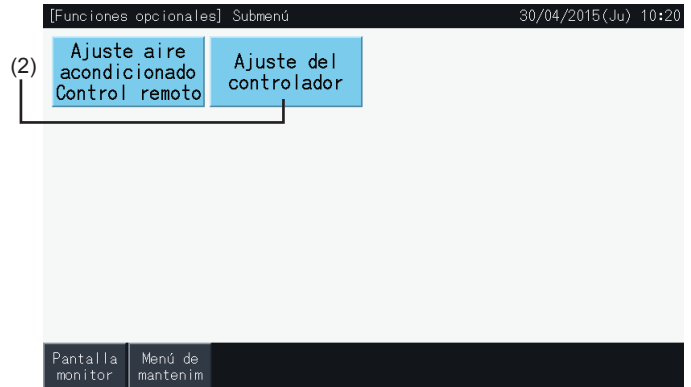 [Funciones opcionales] Submenú 30/04/2015(Ju) 10:20
(2)
Ajuste aire
acondicionado
Control remoto
Ajuste del
controlador
Pantalla
monitor
Menú de
mantenim